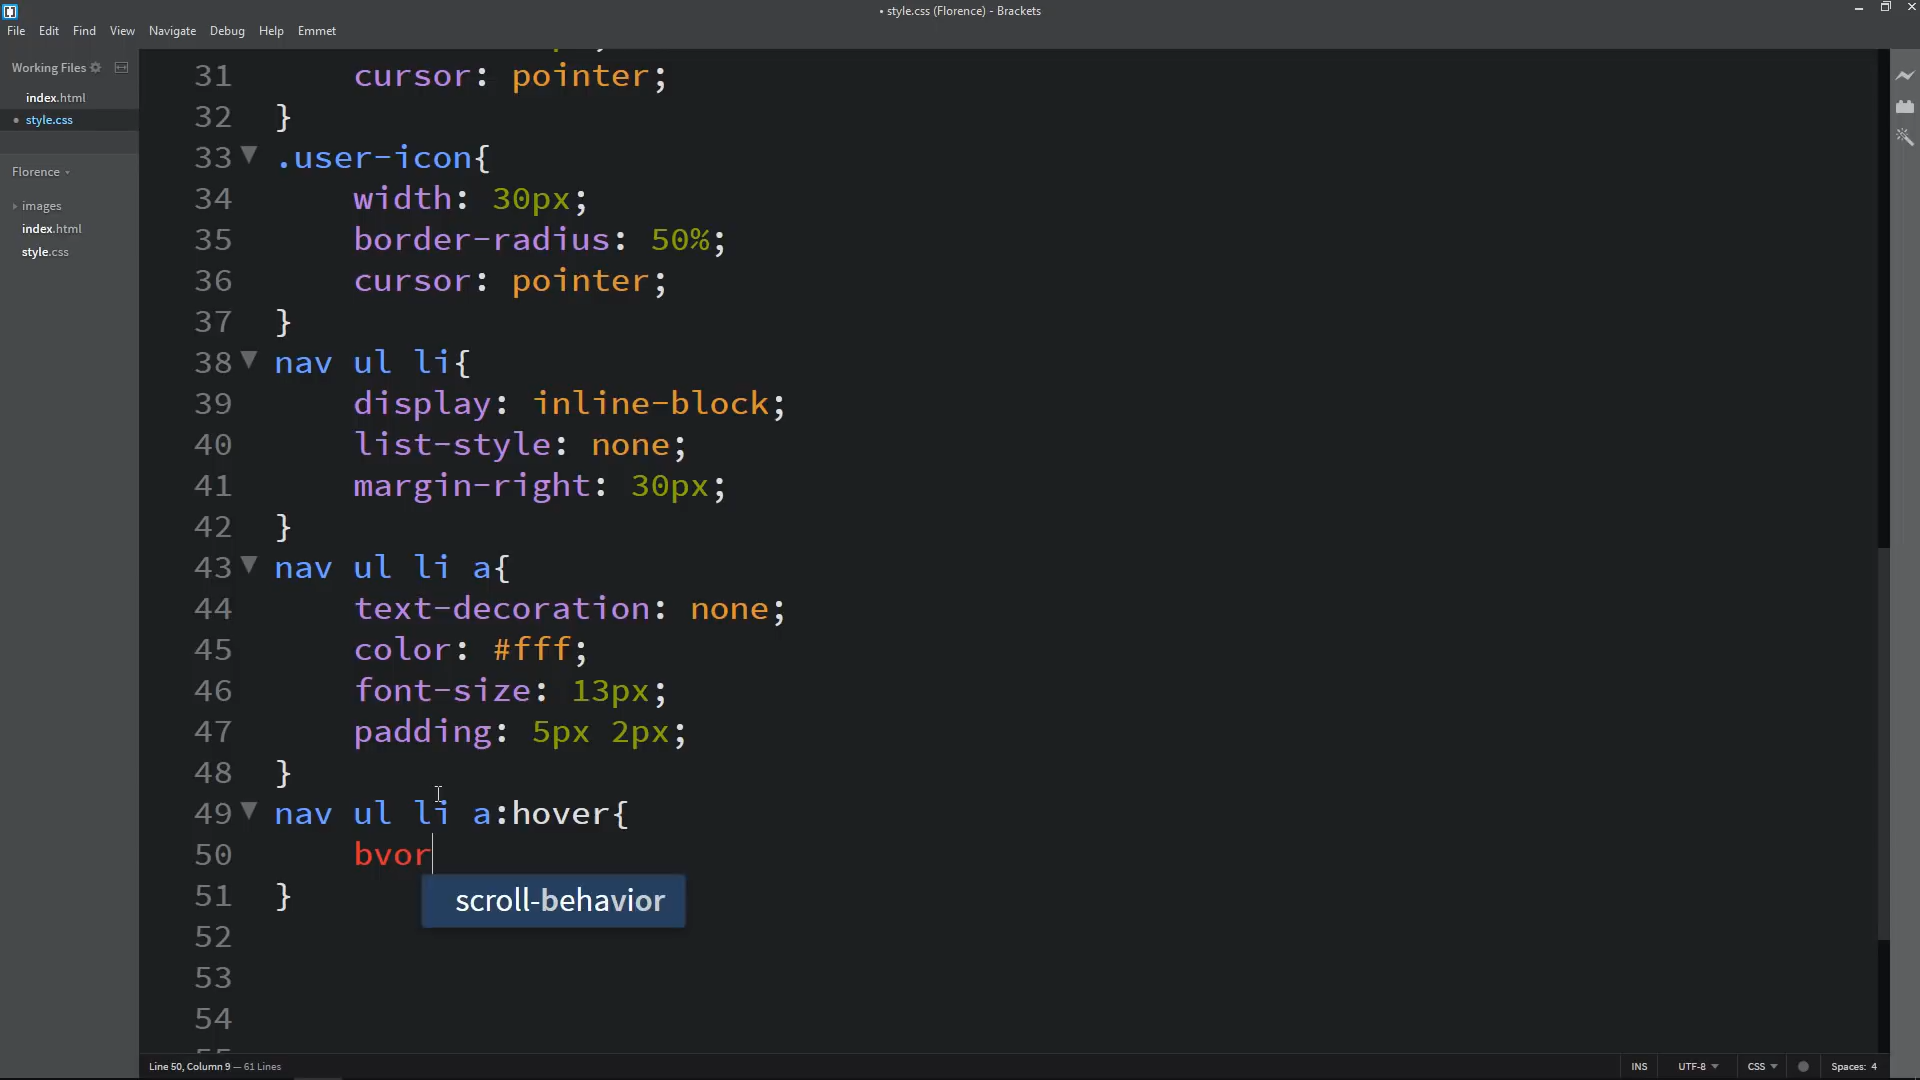 • style.css (Florence) - Brackets
File Edit Find View Navigate Debug Help Emmet
Working Files
index.html
• style.css
Florence
images
index.html
style.css
31 cursor: pointer;
32 }
33 .user-icon{
34 width: 30px;
35 border-radius: 50%;
36 cursor: pointer;
37 }
38 nav ul li{
39 display: inline-block;
40 list-style: none;
41 margin-right: 30px;
42 }
43 nav ul li a{
44 text-decoration: none;
45 color: #fff;
46 font-size: 13px;
47 padding: 5px 2px;
48 }
49 nav ul li a:hover{
50 bvor
scroll-behavior
51 }
52
53
54
Line 50, Column 9 — 61 Lines
INS UTF-8 CSS Spaces: 4